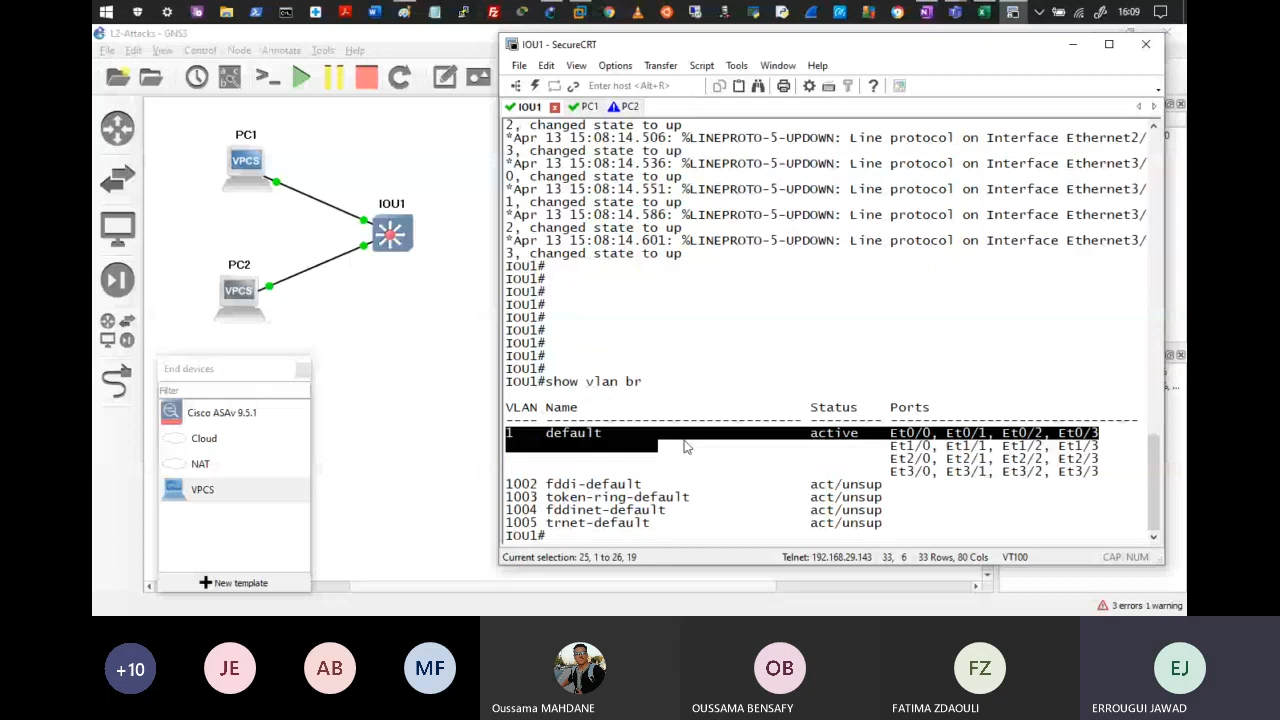 16:09
L2-Attacks - GNS3
File Edit View Control Node Annotate Tools Help
PC1
VPCS
IOU1
PC2
VPCS
End devices
Filter
Cisco ASAv 9.5.1
Cloud
NAT
VPCS
New template
IOU1 - SecureCRT
File Edit View Options Transfer Script Tools Window Help
Enter host <Alt+R>
IOU1 PC1 PC2
2, changed state to up
*Apr 13 15:08:14.506: %LINEPROTO-5-UPDOWN: Line protocol on Interface Ethernet2/
3, changed state to up
*Apr 13 15:08:14.536: %LINEPROTO-5-UPDOWN: Line protocol on Interface Ethernet3/
0, changed state to up
*Apr 13 15:08:14.551: %LINEPROTO-5-UPDOWN: Line protocol on Interface Ethernet3/
1, changed state to up
*Apr 13 15:08:14.586: %LINEPROTO-5-UPDOWN: Line protocol on Interface Ethernet3/
2, changed state to up
*Apr 13 15:08:14.601: %LINEPROTO-5-UPDOWN: Line protocol on Interface Ethernet3/
3, changed state to up
IOU1#
IOU1#
IOU1#
IOU1#
IOU1#
IOU1#
IOU1#
IOU1#
IOU1#
IOU1#show vlan br
VLAN Name Status Ports
---- -------------------------------- --------- -------------------------------
1 default active Et0/0, Et0/1, Et0/2, Et0/3
Et1/0, Et1/1, Et1/2, Et1/3
Et2/0, Et2/1, Et2/2, Et2/3
Et3/0, Et3/1, Et3/2, Et3/3
1002 fddi-default act/unsup
1003 token-ring-default act/unsup
1004 fddinet-default act/unsup
1005 trnet-default act/unsup
IOU1#
Current selection: 25, 1 to 26, 19 Telnet: 192.168.29.143 33, 6 33 Rows, 80 Cols VT100 CAP NUM
3 errors 1 warning
+10 JE AB MF OB FZ EJ
Oussama MAHDANE OUSSAMA BENSAFY FATIMA ZDAOULI ERROUGUI JAWAD